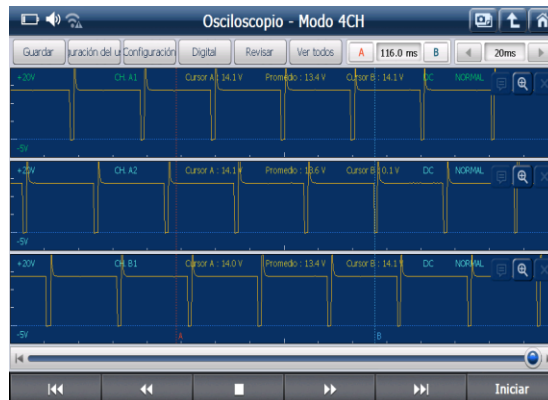 Osciloscopio - Modo 4CH
Guardar uración del u Configuración Digital Revisar Ver todos A 116.0 ms B 20ms
+20V CH. A1 Cursor A : 14.1 V Promedio : 13.4 V Cursor B : 14.1 V DC NORMAL
-5V
+20V CH. A2 Cursor A : 14.1 V Promedio : 13.6 V Cursor B : 0.1 V DC NORMAL
-5V
+20V CH. B1 Cursor A : 14.0 V Promedio : 13.4 V Cursor B : 14.1 V DC NORMAL
-5V A B
Iniciar